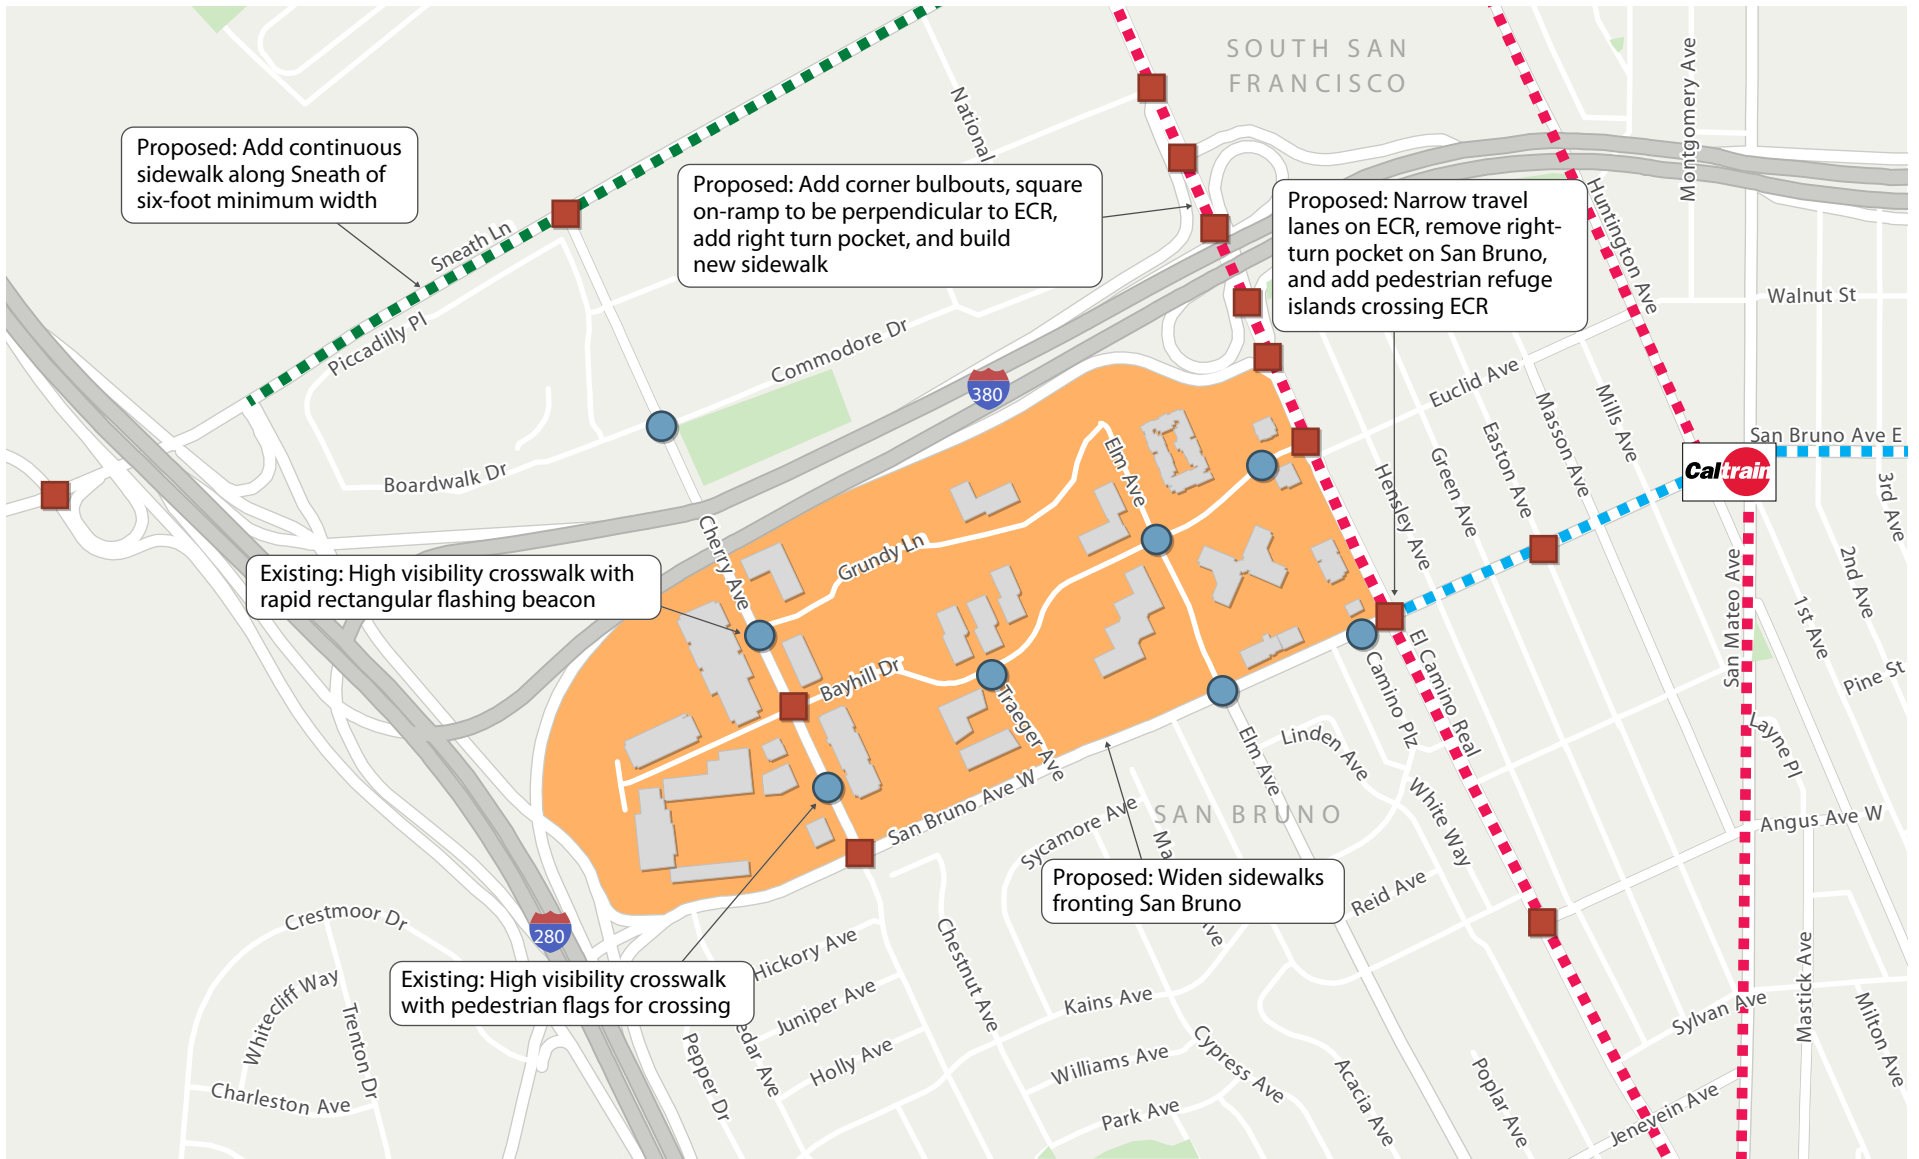 SOUTH SAN
FRANCISCO
Montgomery Ave
National
Proposed: Add continuous
sidewalk along Sneath of
six-foot minimum width
Proposed: Add corner bulbouts, square
on-ramp to be perpendicular to ECR,
add right turn pocket, and build
new sidewalk
Proposed: Narrow travel
lanes on ECR, remove right-
turn pocket on San Bruno,
and add pedestrian refuge
islands crossing ECR
Huntington Ave
Sneath Ln
Walnut St
Piccadilly Pl
Commodore Dr
380
Euclid Ave
Mills Ave
Masson Ave
Easton Ave
Green Ave
Hensley Ave
San Bruno Ave E
Caltrain
3rd Ave
2nd Ave
1st Ave
Boardwalk Dr
Elm Ave
Cherry Ave
Grundy Ln
Existing: High visibility crosswalk with
rapid rectangular flashing beacon
San Mateo Ave
Bayhill Dr
Traeger Ave
El Camino Real
Camino Plz
Pine St
Layne Pl
Elm Ave
Linden Ave
San Bruno Ave W
SAN BRUNO
Sycamore Ave
White Way
Angus Ave W
Ma
ve
Proposed: Widen sidewalks
fronting San Bruno
Reid Ave
Crestmoor Dr
280
Existing: High visibility crosswalk
with pedestrian flags for crossing
Hickory Ave
Chestnut Ave
Whitecliff Way
Trenton Dr
Juniper Ave
Kains Ave
Sylvan Ave
Mastick Ave
Milton Ave
edar Ave
Pepper Dr
Holly Ave
Williams Ave
Cypress Ave
Acacia Ave
Poplar Ave
Charleston Ave
Park Ave
Jenevein Ave